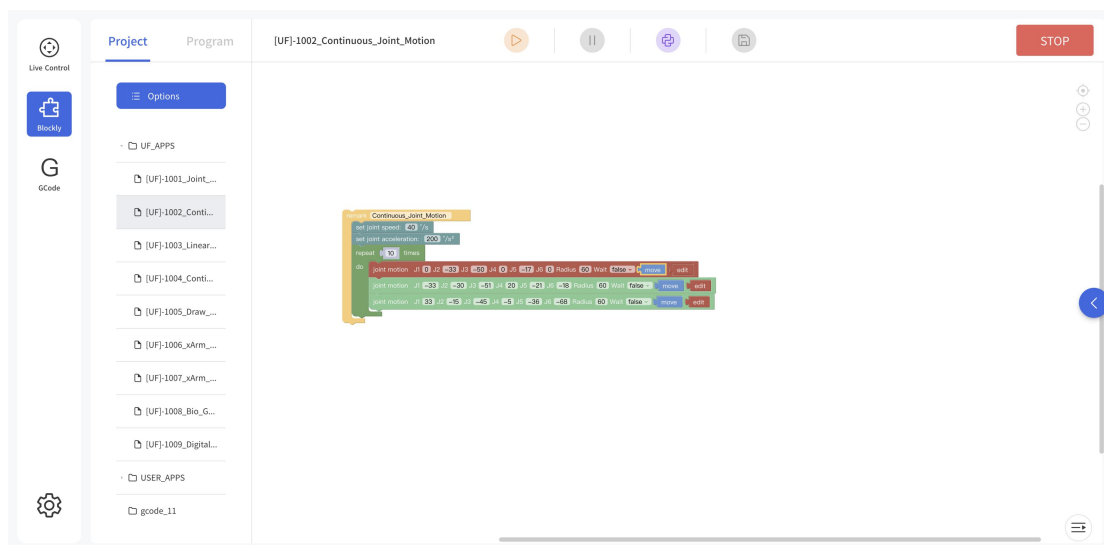 Live Control
Blockly
G
GCode
Project Program
Options
UF_APPS
[UF]-1001_Joint_...
[UF]-1002_Conti...
[UF]-1003_Linear...
[UF]-1004_Conti...
[UF]-1005_Draw_...
[UF]-1006_xArm_...
[UF]-1007_xArm_...
[UF]-1008_Bio_G...
[UF]-1009_Digital...
USER_APPS
gcode_11
[UF]-1002_Continuous_Joint_Motion
STOP
remark Continuous_Joint_Motion
set joint speed: 40 °/s
set joint acceleration: 200 °/s²
repeat 10 times
do
joint motion J1 0 J2 -33 J3 -50 J4 0 J5 -17 J6 0 Radius 60 Wait false move edit
joint motion J1 -33 J2 -30 J3 -51 J4 20 J5 -21 J6 -18 Radius 60 Wait false move edit
joint motion J1 33 J2 -15 J3 -45 J4 -5 J5 -36 J6 -66 Radius 60 Wait false move edit